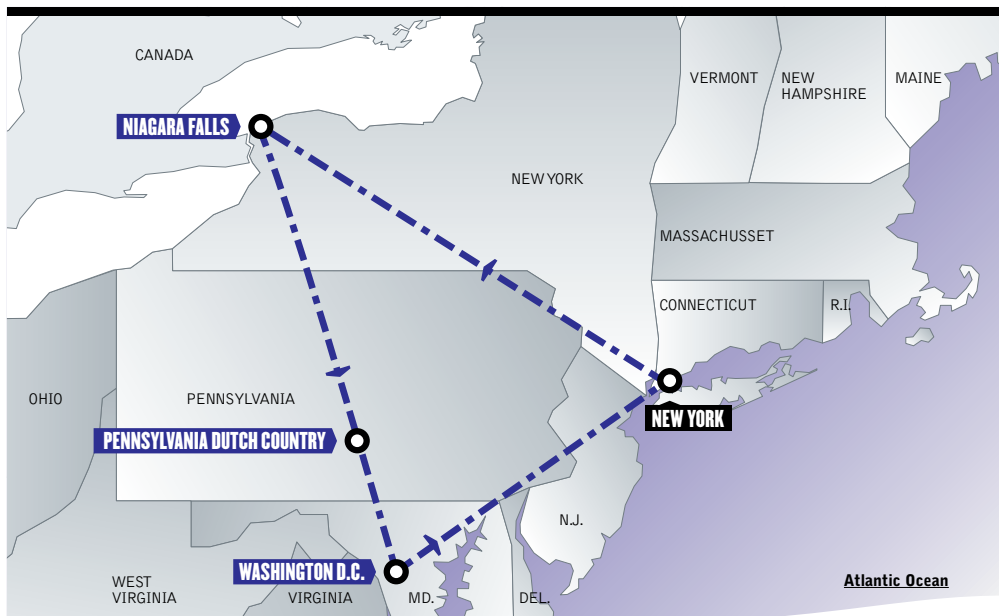 CANADA
VERMONT
NEW
HAMPSHIRE
MAINE
NIAGARA FALLS
NEW YORK
MASSACHUSSET
CONNECTICUT
R.I.
OHIO
PENNSYLVANIA
NEW YORK
PENNSYLVANIA DUTCH COUNTRY
N.J.
WASHINGTON D.C.
WEST
VIRGINIA
VIRGINIA
MD.
DEL.
Atlantic Ocean